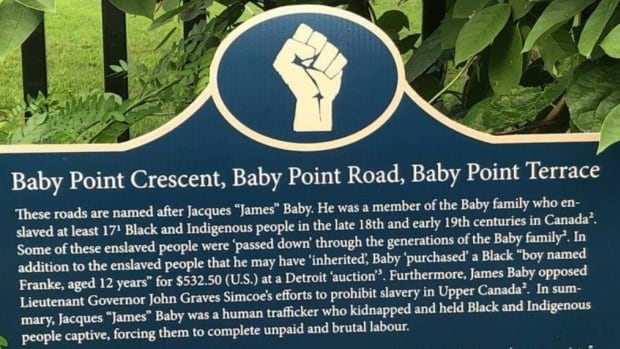 Baby Point Crescent, Baby Point Road, Baby Point Terrace
These roads are named after Jacques “James” Baby. He was a member of the Baby family who en-
slaved at least 17¹ Black and Indigenous people in the late 18th and early 19th centuries in Canada².
Some of these enslaved people were ‘passed down’ through the generations of the Baby family². In
addition to the enslaved people that he may have ‘inherited’, Baby ‘purchased’ a Black “boy named
Franke, aged 12 years” for $532.50 (U.S.) at a Detroit ‘auction’³. Furthermore, James Baby opposed
Lieutenant Governor John Graves Simcoe’s efforts to prohibit slavery in Upper Canada². In sum-
mary, Jacques “James” Baby was a human trafficker who kidnapped and held Black and Indigenous
people captive, forcing them to complete unpaid and brutal labour.